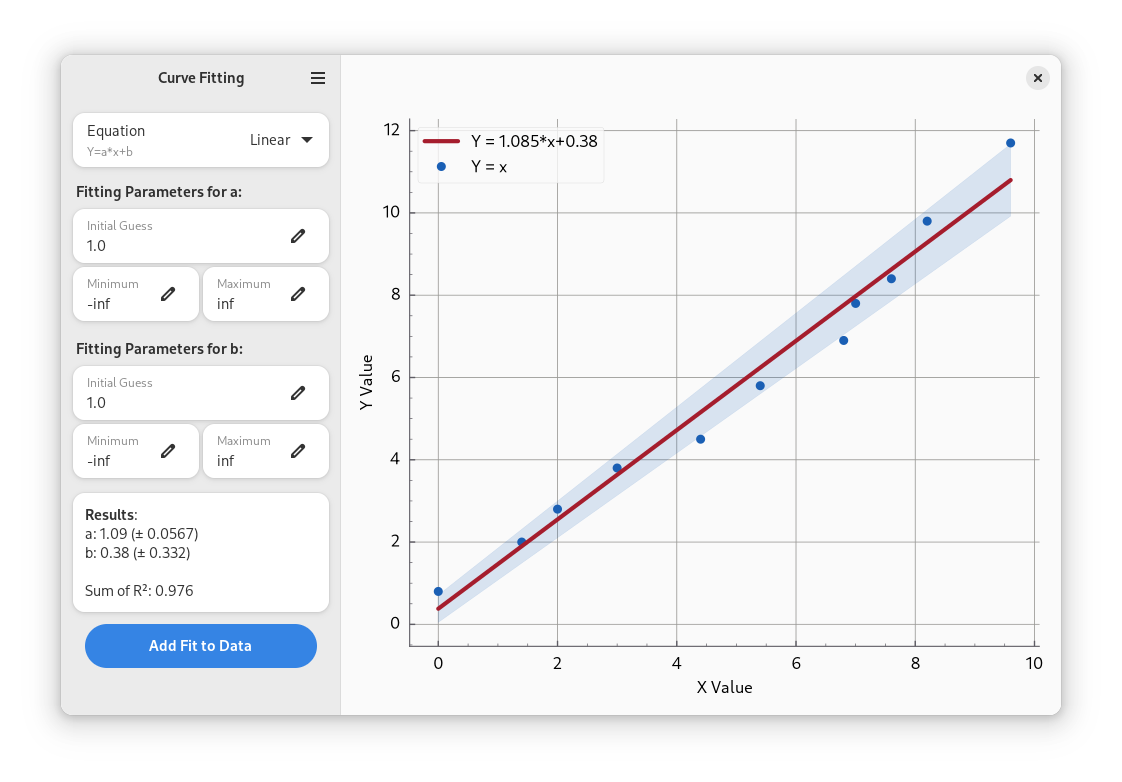 Curve Fitting
Equation
Y=a*x+b
Linear
Fitting Parameters for a:
Initial Guess
1.0
Minimum
-inf
Maximum
inf
Fitting Parameters for b:
Initial Guess
1.0
Minimum
-inf
Maximum
inf
Results:
a: 1.09 (± 0.0567)
b: 0.38 (± 0.332)
Sum of R²: 0.976
Add Fit to Data
Y = 1.085*x+0.38
Y = x
Y Value
12
10
8
6
4
2
0
0 2 4 6 8 10
X Value